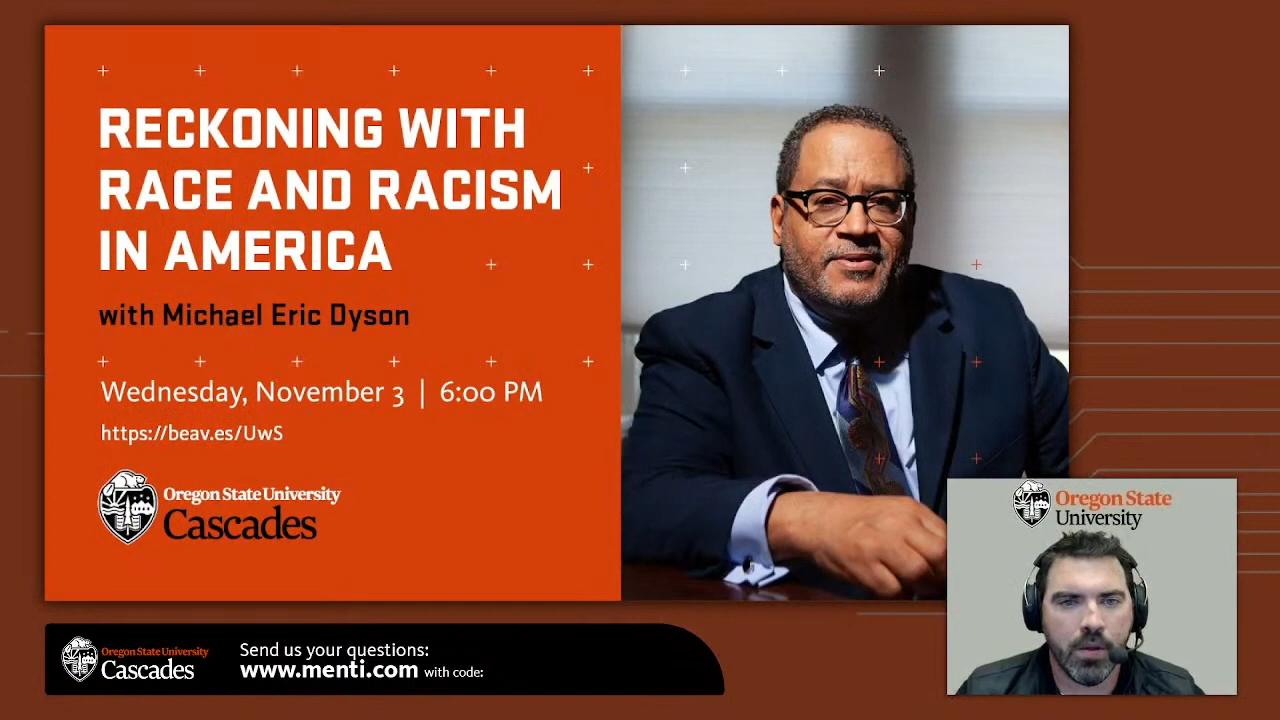 RECKONING WITH
RACE AND RACISM
IN AMERICA
with Michael Eric Dyson
Wednesday, November 3 | 6:00 PM
https://beav.es/UwS
Oregon State University
Cascades
Oregon State
University
Oregon State University
Cascades
Send us your questions:
www.menti.com with code: